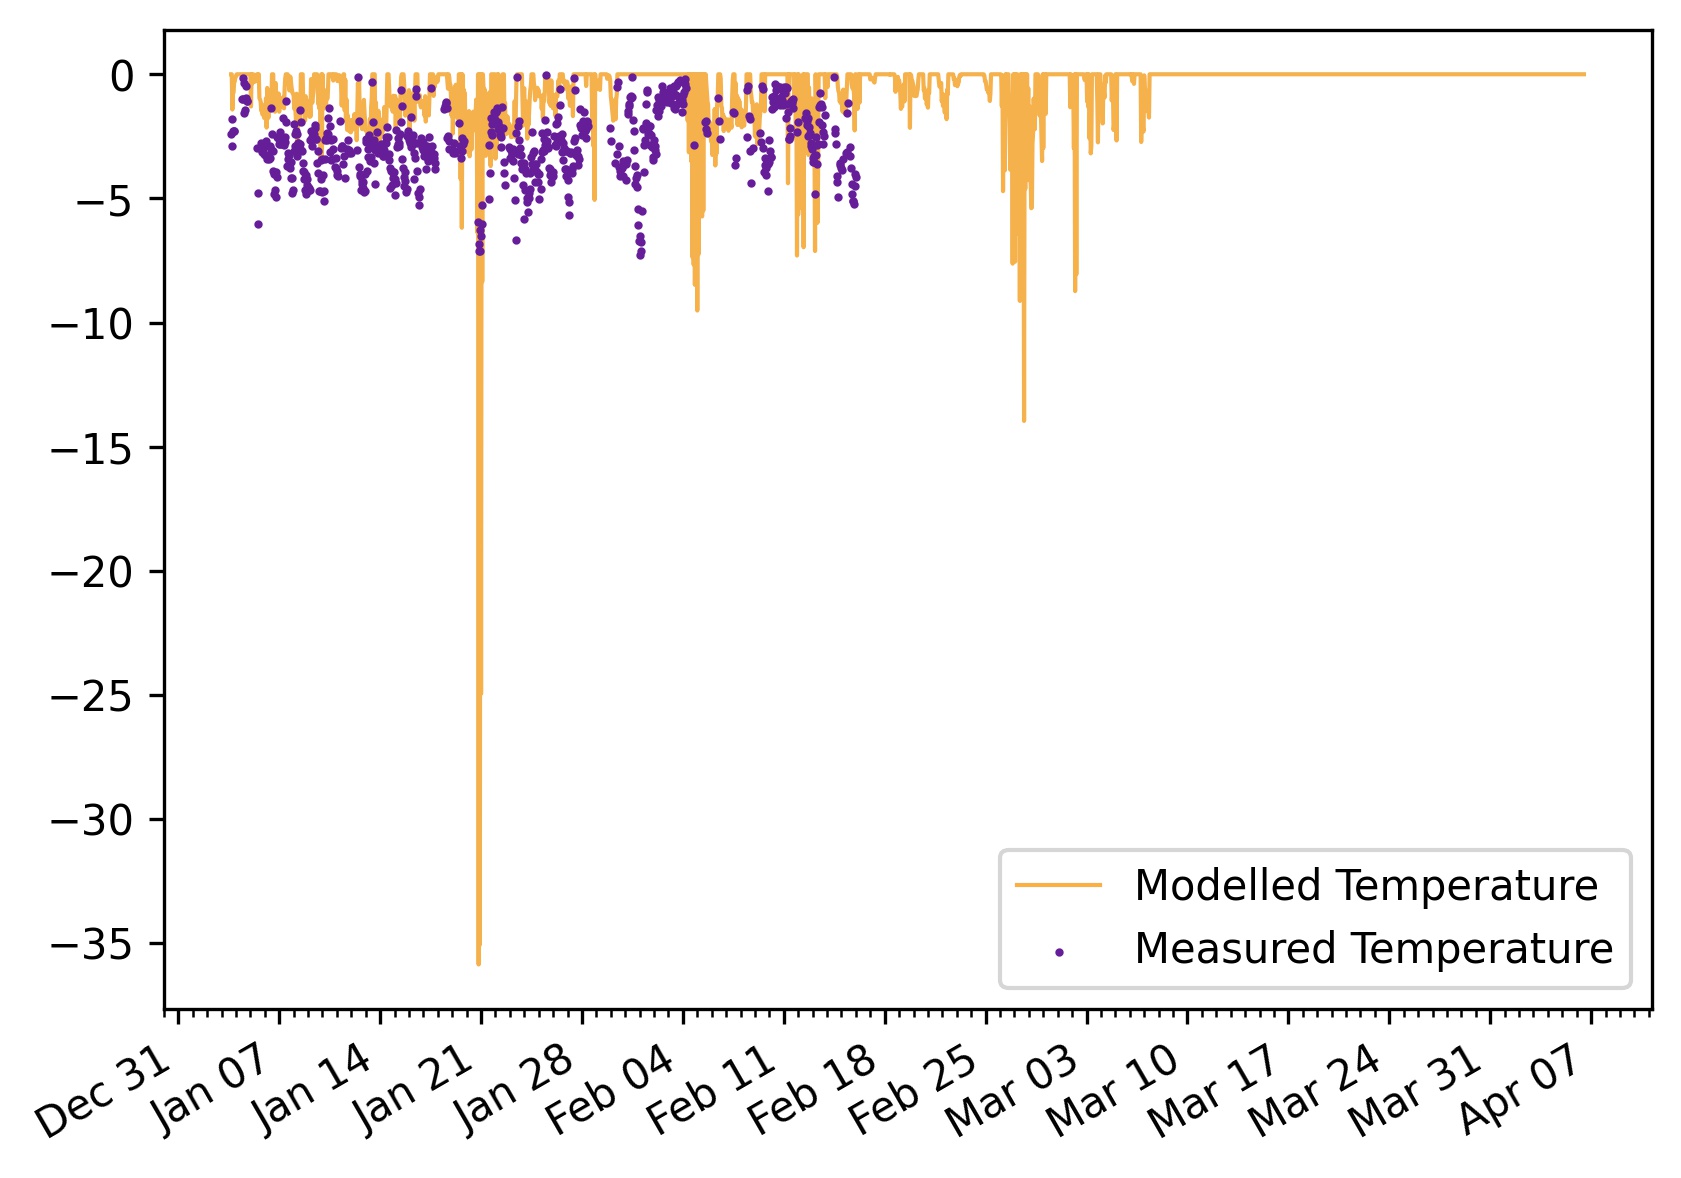 0
−5
−10
−15
−20
−25
−30
−35
Modelled Temperature
Measured Temperature
Dec 31
Jan 07
Jan 14
Jan 21
Jan 28
Feb 04
Feb 11
Feb 18
Feb 25
Mar 03
Mar 10
Mar 17
Mar 24
Mar 31
Apr 07